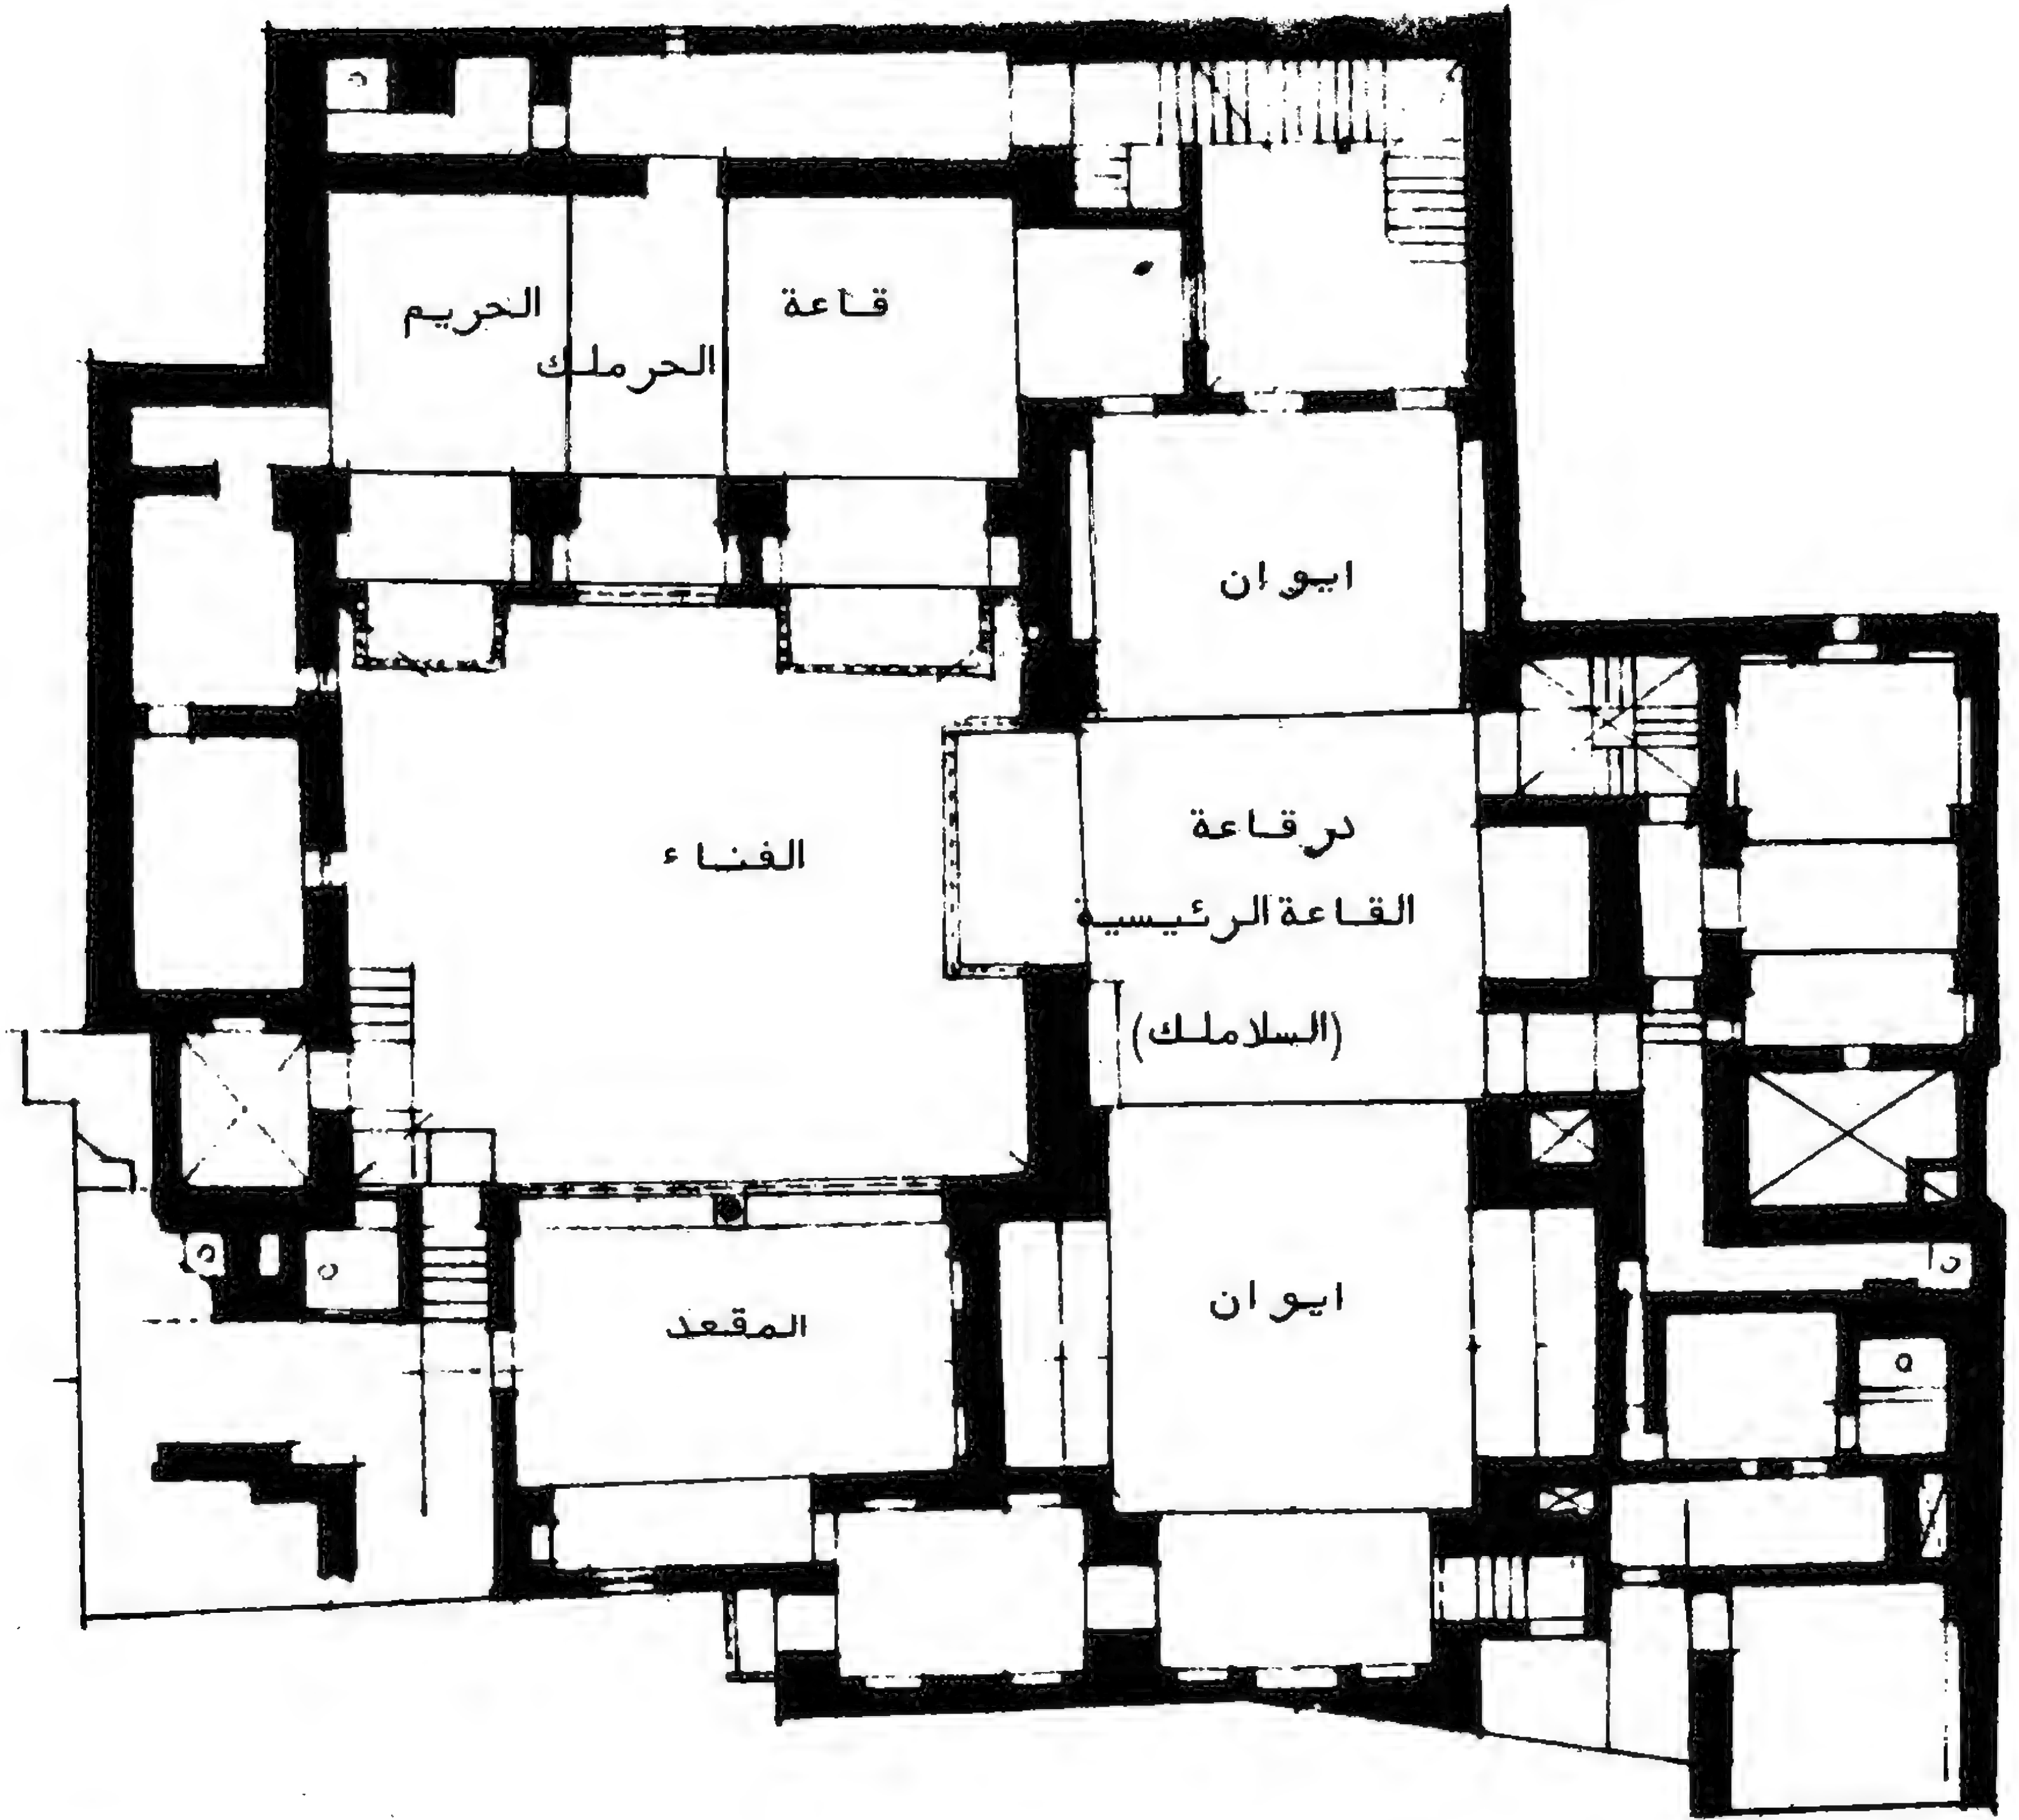 قاعة الحريم
الحرملك
ايوان
الفناء
درقاعة
القاعة الرئيسية
(السلاملك)
ايوان
المقعد